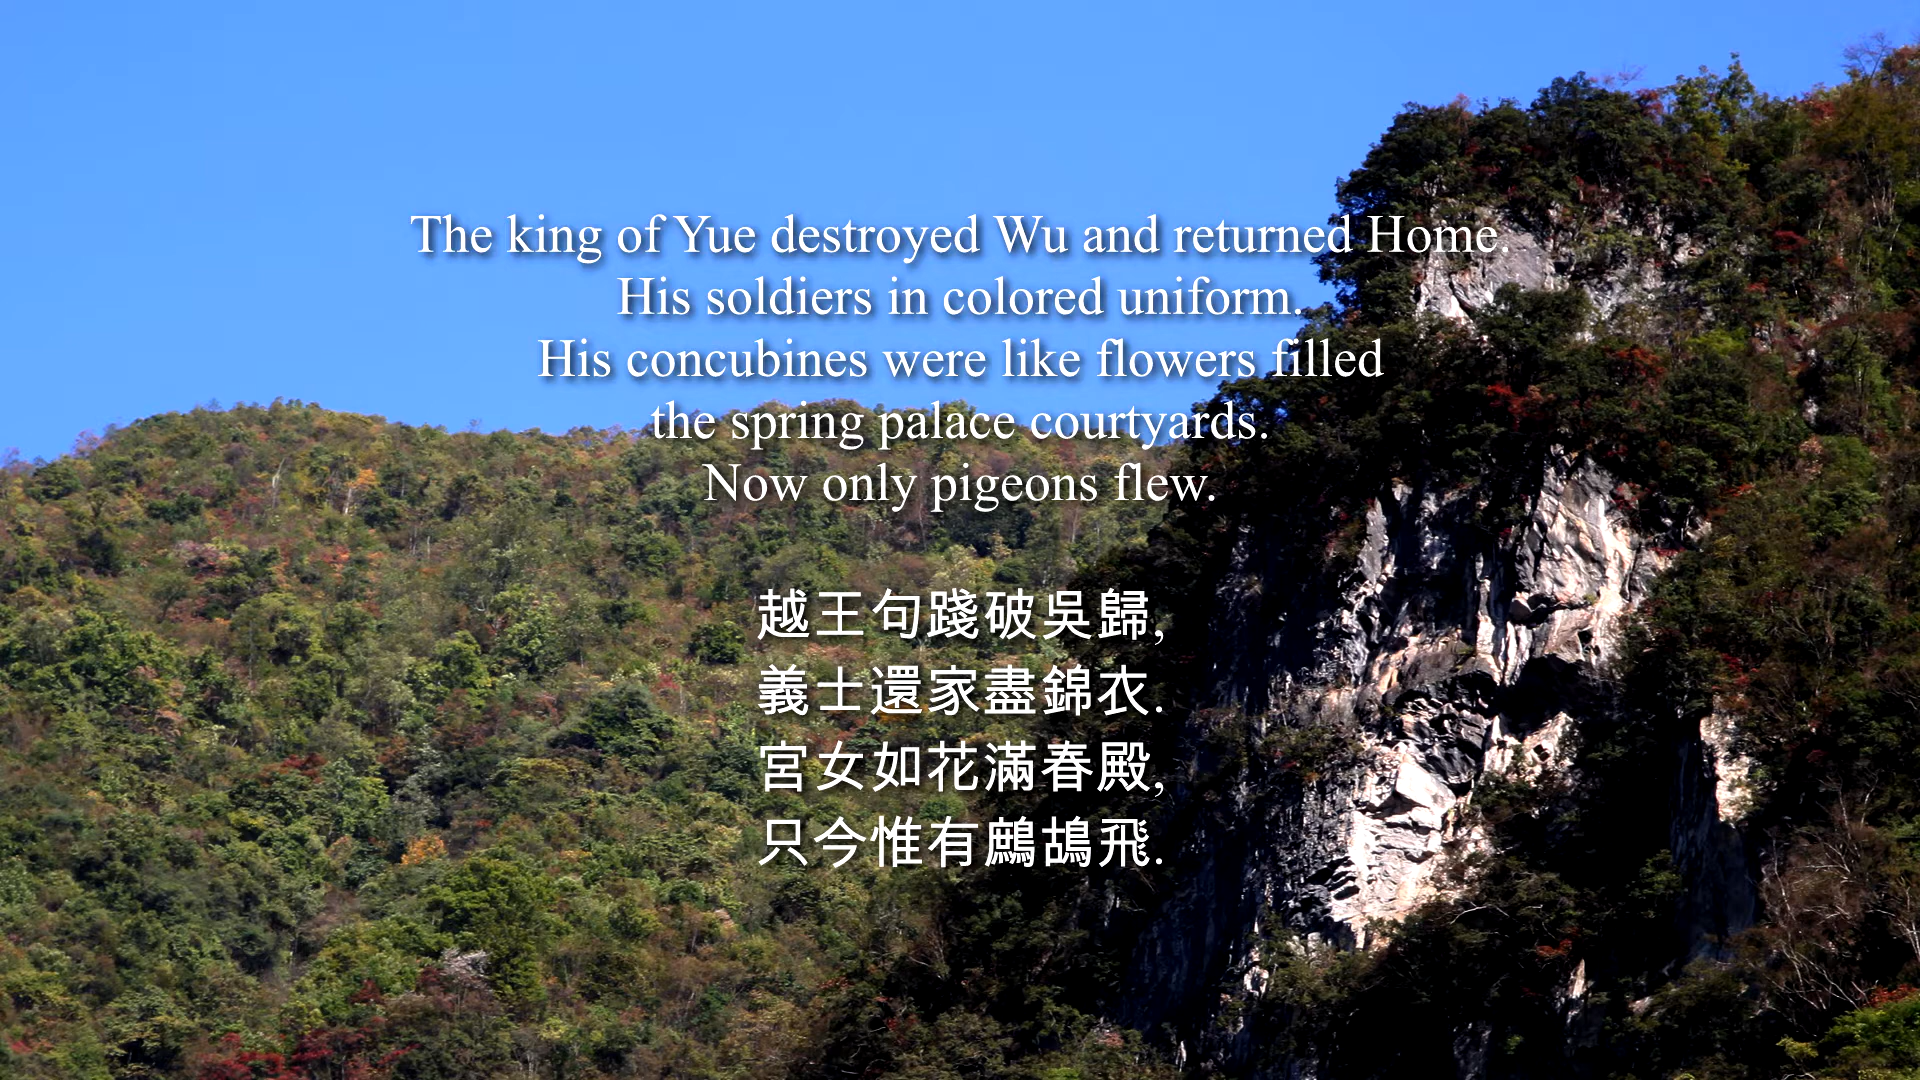 The king of Yue destroyed Wu and returned Home.
His soldiers in colored uniform.
His concubines were like flowers filled
the spring palace courtyards.
Now only pigeons flew.
越王句踐破吳歸,
義士還家盡錦衣.
宮女如花滿春殿,
只今惟有鷓鴣飛.